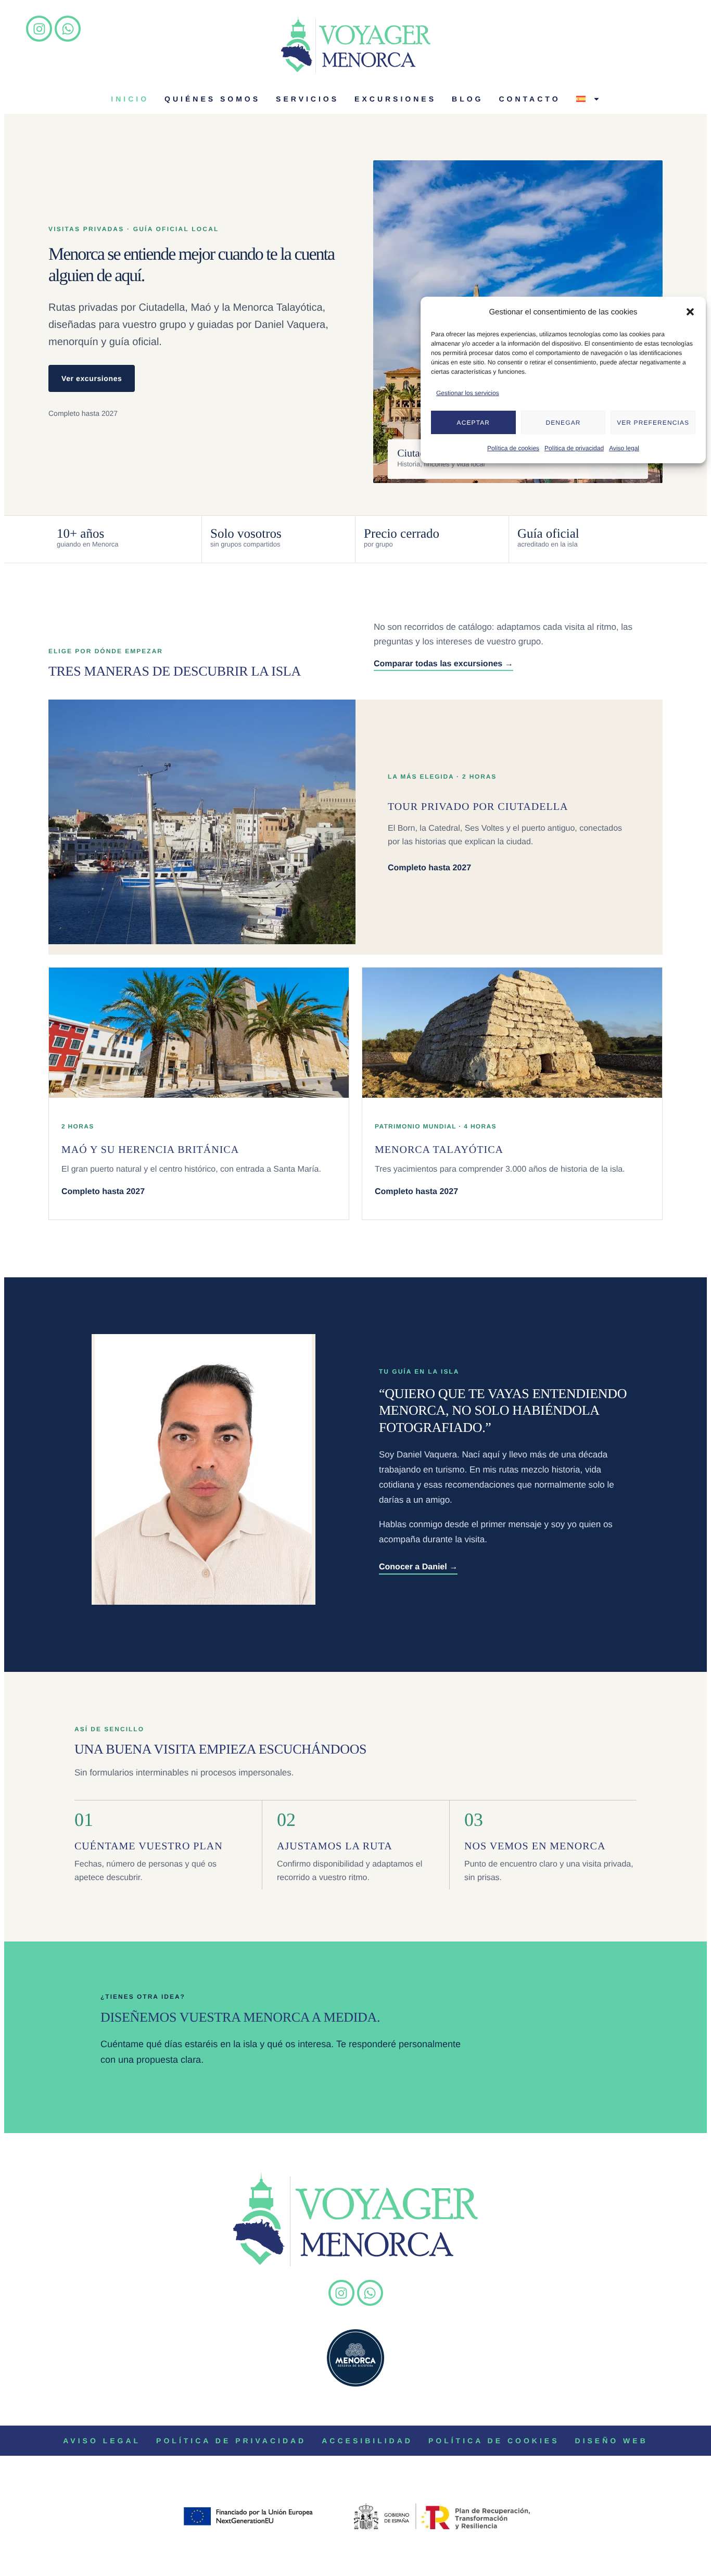 VOYAGER
MENORCA
INICIO
QUIÉNES SOMOS
SERVICIOS
EXCURSIONES
BLOG
CONTACTO
VISITAS PRIVADAS · GUÍA OFICIAL LOCAL
Menorca se entiende mejor cuando te la cuenta
alguien de aquí.
Rutas privadas por Ciutadella, Maó y la Menorca Talayótica,
diseñadas para vuestro grupo y guiadas por Daniel Vaquera,
menorquín y guía oficial.
Ver excursiones
Completo hasta 2027
Gestionar el consentimiento de las cookies
Para ofrecer las mejores experiencias, utilizamos tecnologías como las cookies para
almacenar y/o acceder a la información del dispositivo. El consentimiento de estas tecnologías
nos permitirá procesar datos como el comportamiento de navegación o las identificaciones
únicas en este sitio. No consentir o retirar el consentimiento, puede afectar negativamente a
ciertas características y funciones.
Gestionar los servicios
ACEPTAR
DENEGAR
VER PREFERENCIAS
Política de cookies
Política de privacidad
Aviso legal
Historia, rincones y vida local
10+ años
guiando en Menorca
Solo vosotros
sin grupos compartidos
Precio cerrado
por grupo
Guía oficial
acreditado en la isla
ELIGE POR DÓNDE EMPEZAR
TRES MANERAS DE DESCUBRIR LA ISLA
No son recorridos de catálogo: adaptamos cada visita al ritmo, las
preguntas y los intereses de vuestro grupo.
Comparar todas las excursiones →
LA MÁS ELEGIDA · 2 HORAS
TOUR PRIVADO POR CIUTADELLA
El Born, la Catedral, Ses Voltes y el puerto antiguo, conectados
por las historias que explican la ciudad.
Completo hasta 2027
2 HORAS
MAÓ Y SU HERENCIA BRITÁNICA
El gran puerto natural y el centro histórico, con entrada a Santa María.
Completo hasta 2027
PATRIMONIO MUNDIAL · 4 HORAS
MENORCA TALAYÓTICA
Tres yacimientos para comprender 3.000 años de historia de la isla.
Completo hasta 2027
TU GUÍA EN LA ISLA
“QUIERO QUE TE VAYAS ENTENDIENDO
MENORCA, NO SOLO HABIÉNDOLA
FOTOGRAFIADO.”
Soy Daniel Vaquera. Nací aquí y llevo más de una década
trabajando en turismo. En mis rutas mezclo historia, vida
cotidiana y esas recomendaciones que normalmente solo le
darías a un amigo.
Hablas conmigo desde el primer mensaje y soy yo quien os
acompaña durante la visita.
Conocer a Daniel →
ASÍ DE SENCILLO
UNA BUENA VISITA EMPIEZA ESCUCHÁNDOOS
Sin formularios interminables ni procesos impersonales.
01
CUÉNTAME VUESTRO PLAN
Fechas, número de personas y qué os
apetece descubrir.
02
AJUSTAMOS LA RUTA
Confirmo disponibilidad y adaptamos el
recorrido a vuestro ritmo.
03
NOS VEMOS EN MENORCA
Punto de encuentro claro y una visita privada,
sin prisas.
¿TIENES OTRA IDEA?
DISEÑEMOS VUESTRA MENORCA A MEDIDA.
Cuéntame qué días estaréis en la isla y qué os interesa. Te responderé personalmente
con una propuesta clara.
VOYAGER
MENORCA
MENORCA
AVISO LEGAL
POLÍTICA DE PRIVACIDAD
ACCESIBILIDAD
POLÍTICA DE COOKIES
DISEÑO WEB
Financiado por la Unión Europea
NextGenerationEU
GOBIERNO
DE ESPAÑA
Plan de Recuperación,
Transformación
y Resiliencia